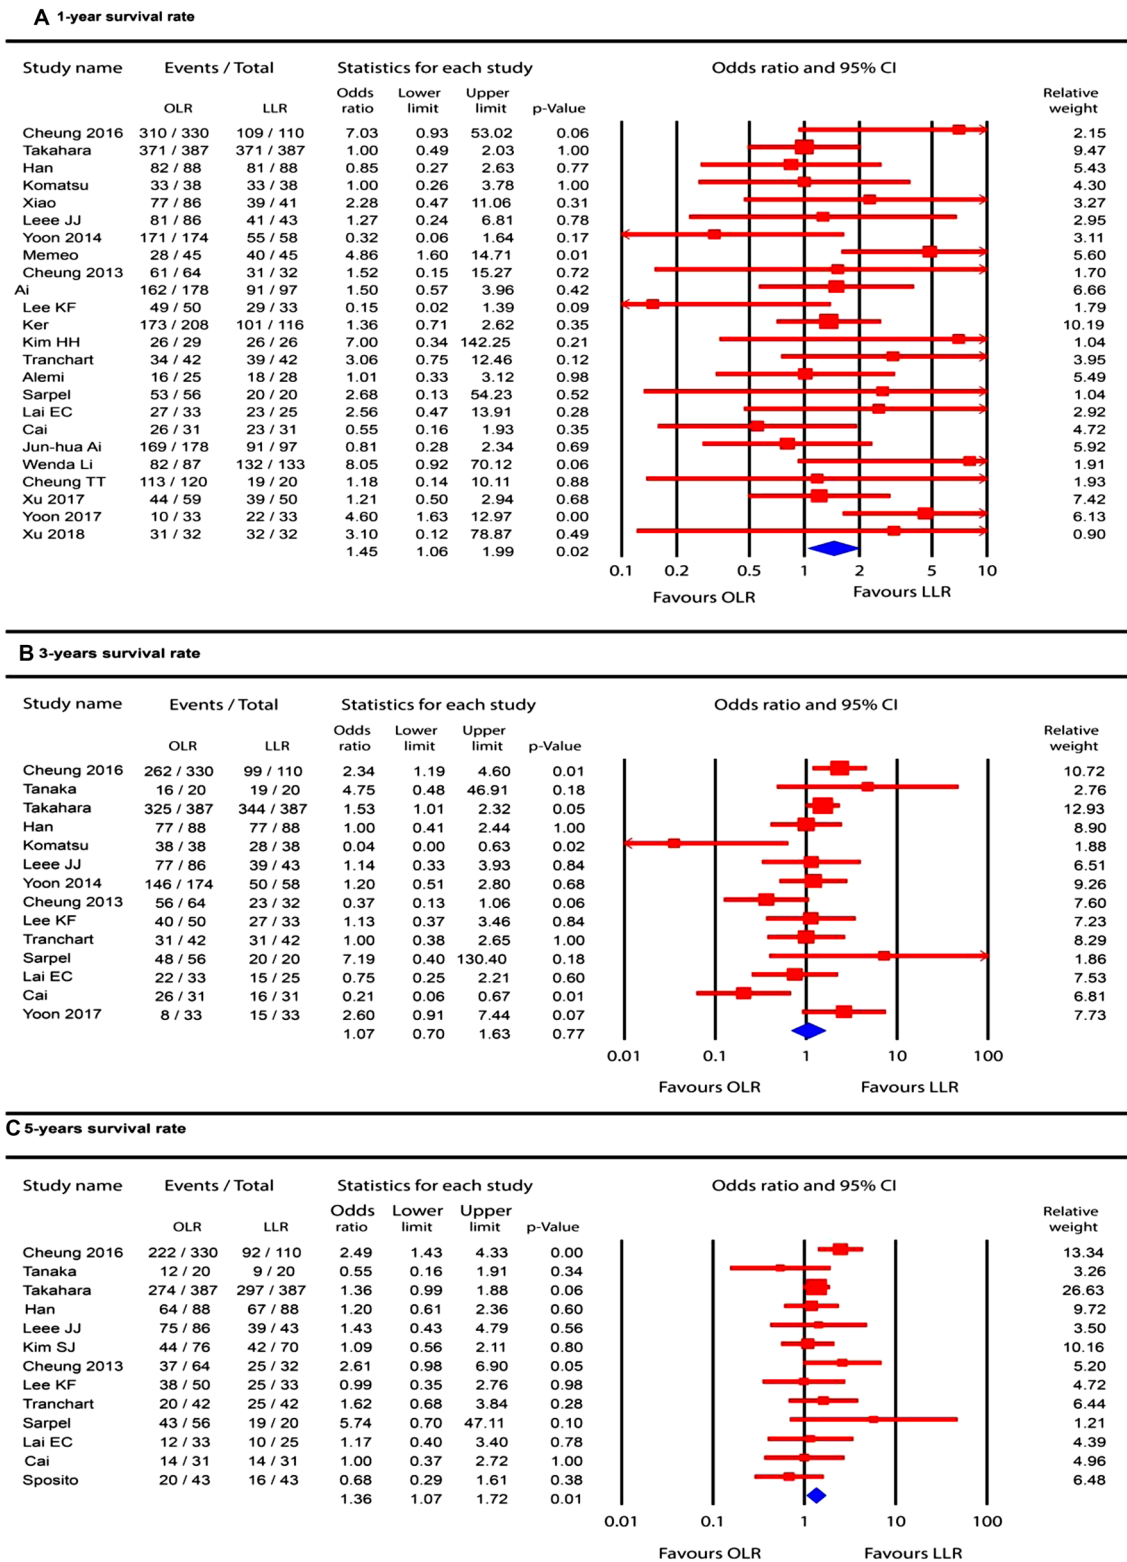 A 1-year survival rate
Study name Events / Total Statistics for each study Odds ratio and 95% CI
Odds Lower Upper Relative
OLR LLR ratio limit limit p-Value weight
Cheung 2016 310 / 330 109 / 110 7.03 0.93 53.02 0.06 2.15
Takahara 371 / 387 371 / 387 1.00 0.49 2.03 1.00 9.47
Han 82 / 88 81 / 88 0.85 0.27 2.63 0.77 5.43
Komatsu 33 / 38 33 / 38 1.00 0.26 3.78 1.00 4.30
Xiao 77 / 86 39 / 41 2.28 0.47 11.06 0.31 3.27
Leee JJ 81 / 86 41 / 43 1.27 0.24 6.81 0.78 2.95
Yoon 2014 171 / 174 55 / 58 0.32 0.06 1.64 0.17 3.11
Memeo 28 / 45 40 / 45 4.86 1.60 14.71 0.01 5.60
Cheung 2013 61 / 64 31 / 32 1.52 0.15 15.27 0.72 1.70
Ai 162 / 178 91 / 97 1.50 0.57 3.96 0.42 6.66
Lee KF 49 / 50 29 / 33 0.15 0.02 1.39 0.09 1.79
Ker 173 / 208 101 / 116 1.36 0.71 2.62 0.35 10.19
Kim HH 26 / 29 26 / 26 7.00 0.34 142.25 0.21 1.04
Tranchart 34 / 42 39 / 42 3.06 0.75 12.46 0.12 3.95
Alemi 16 / 25 18 / 28 1.01 0.33 3.12 0.98 5.49
Sarpel 53 / 56 20 / 20 2.68 0.13 54.23 0.52 1.04
Lai EC 27 / 33 23 / 25 2.56 0.47 13.91 0.28 2.92
Cai 26 / 31 23 / 31 0.55 0.16 1.93 0.35 4.72
Jun-hua Ai 169 / 178 91 / 97 0.81 0.28 2.34 0.69 5.92
Wenda Li 82 / 87 132 / 133 8.05 0.92 70.12 0.06 1.91
Cheung TT 113 / 120 19 / 20 1.18 0.14 10.11 0.88 1.93
Xu 2017 44 / 59 39 / 50 1.21 0.50 2.94 0.68 7.42
Yoon 2017 10 / 33 22 / 33 4.60 1.63 12.97 0.00 6.13
Xu 2018 31 / 32 32 / 32 3.10 0.12 78.87 0.49 0.90
1.45 1.06 1.99 0.02
0.1 0.2 0.5 1 2 5 10
Favours OLR Favours LLR
B 3-years survival rate
Study name Events / Total Statistics for each study Odds ratio and 95% CI
Odds Lower Upper Relative
OLR LLR ratio limit limit p-Value weight
Cheung 2016 262 / 330 99 / 110 2.34 1.19 4.60 0.01 10.72
Tanaka 16 / 20 19 / 20 4.75 0.48 46.91 0.18 2.76
Takahara 325 / 387 344 / 387 1.53 1.01 2.32 0.05 12.93
Han 77 / 88 77 / 88 1.00 0.41 2.44 1.00 8.90
Komatsu 38 / 38 28 / 38 0.04 0.00 0.63 0.02 1.88
Leee JJ 77 / 86 39 / 43 1.14 0.33 3.93 0.84 6.51
Yoon 2014 146 / 174 50 / 58 1.20 0.51 2.80 0.68 9.26
Cheung 2013 56 / 64 23 / 32 0.37 0.13 1.06 0.06 7.60
Lee KF 40 / 50 27 / 33 1.13 0.37 3.46 0.84 7.23
Tranchart 31 / 42 31 / 42 1.00 0.38 2.65 1.00 8.29
Sarpel 48 / 56 20 / 20 7.19 0.40 130.40 0.18 1.86
Lai EC 22 / 33 15 / 25 0.75 0.25 2.21 0.60 7.53
Cai 26 / 31 16 / 31 0.21 0.06 0.67 0.01 6.81
Yoon 2017 8 / 33 15 / 33 2.60 0.91 7.44 0.07 7.73
1.07 0.70 1.63 0.77
0.01 0.1 1 10 100
Favours OLR Favours LLR
C 5-years survival rate
Study name Events / Total Statistics for each study Odds ratio and 95% CI
Odds Lower Upper Relative
OLR LLR ratio limit limit p-Value weight
Cheung 2016 222 / 330 92 / 110 2.49 1.43 4.33 0.00 13.34
Tanaka 12 / 20 9 / 20 0.55 0.16 1.91 0.34 3.26
Takahara 274 / 387 297 / 387 1.36 0.99 1.88 0.06 26.63
Han 64 / 88 67 / 88 1.20 0.61 2.36 0.60 9.72
Leee JJ 75 / 86 39 / 43 1.43 0.43 4.79 0.56 3.50
Kim SJ 44 / 76 42 / 70 1.09 0.56 2.11 0.80 10.16
Cheung 2013 37 / 64 25 / 32 2.61 0.98 6.90 0.05 5.20
Lee KF 38 / 50 25 / 33 0.99 0.35 2.76 0.98 4.72
Tranchart 20 / 42 25 / 42 1.62 0.68 3.84 0.28 6.44
Sarpel 43 / 56 19 / 20 5.74 0.70 47.11 0.10 1.21
Lai EC 12 / 33 10 / 25 1.17 0.40 3.40 0.78 4.39
Cai 14 / 31 14 / 31 1.00 0.37 2.72 1.00 4.96
Sposito 20 / 43 16 / 43 0.68 0.29 1.61 0.38 6.48
1.36 1.07 1.72 0.01
0.01 0.1 1 10 100
Favours OLR Favours LLR